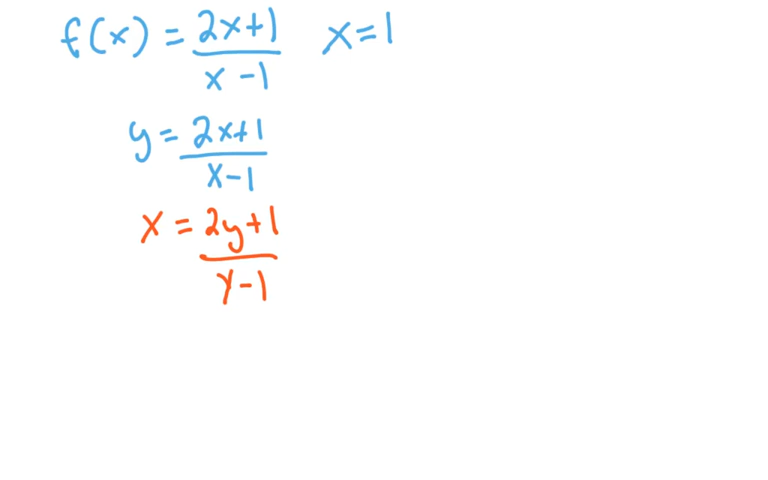 f(x) = 2x+1 / x-1   x=1
y = 2x+1 / x-1
x = 2y+1 / y-1